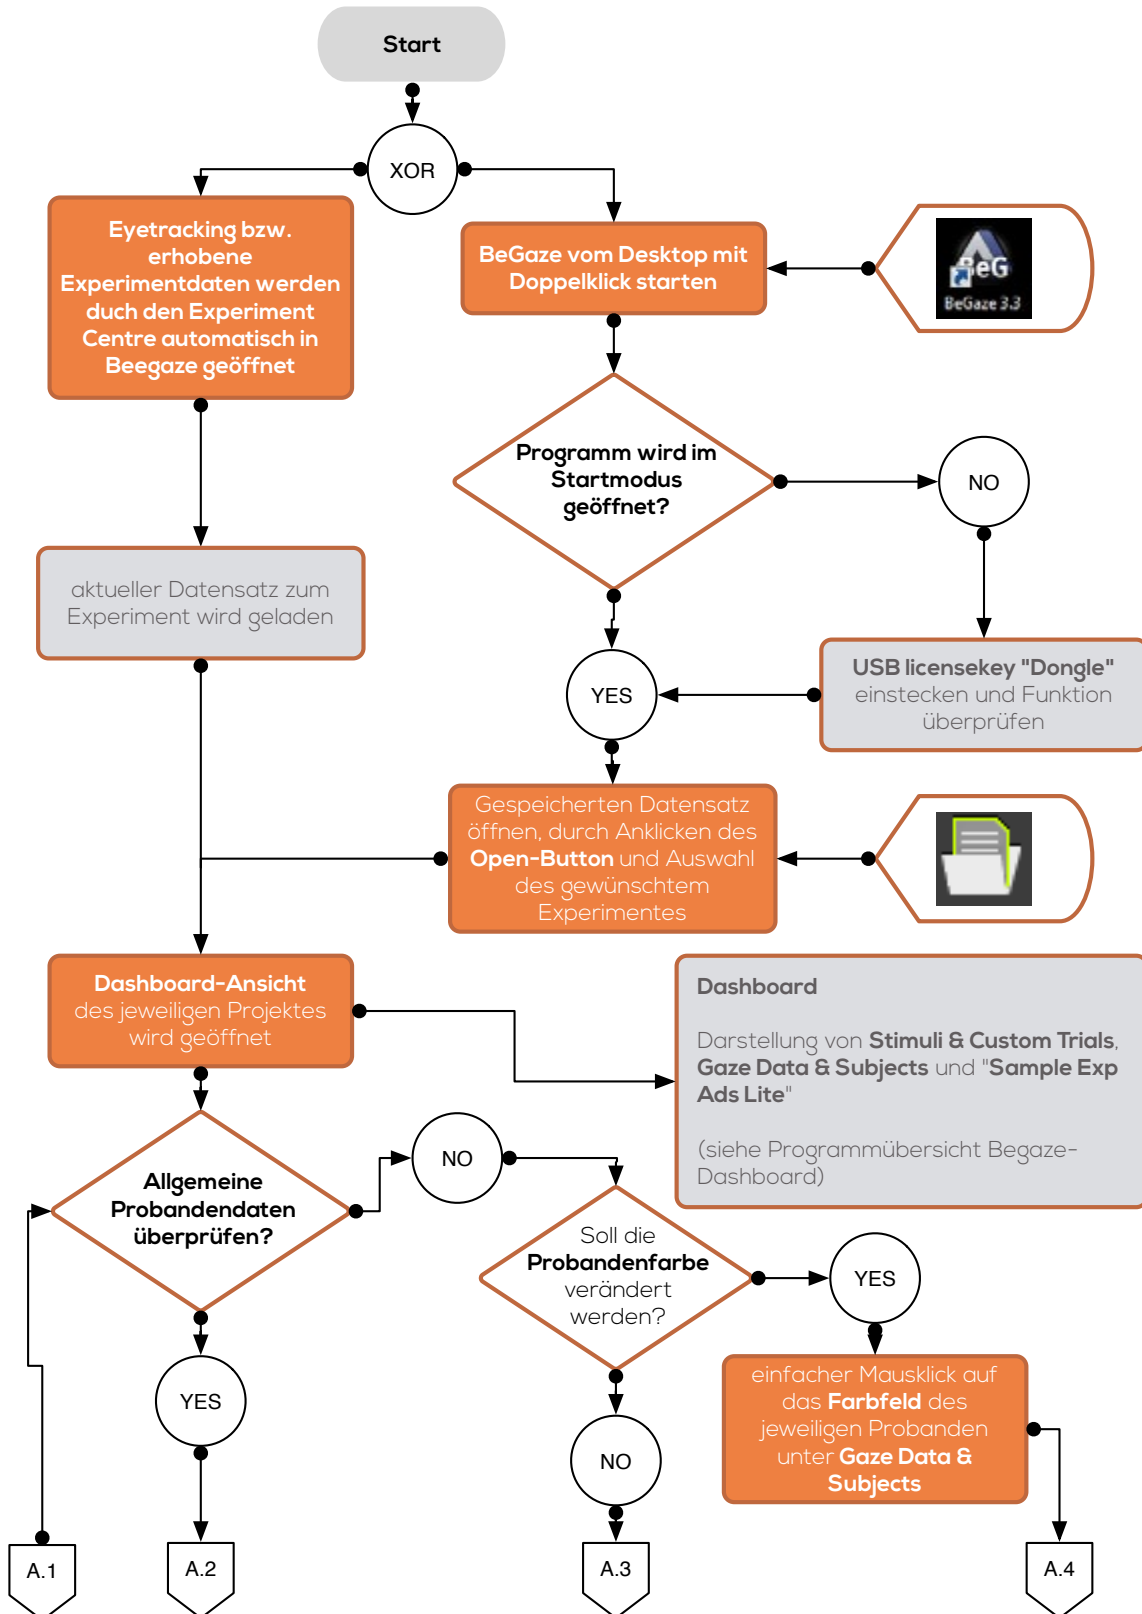 Start
XOR
Eyetracking bzw.
erhobene
Experimentdaten werden
duch den Experiment
Centre automatisch in
Beegaze geöffnet
BeGaze vom Desktop mit
Doppelklick starten
BeG
BeGaze 3.3
Programm wird im
Startmodus
geöffnet?
NO
aktueller Datensatz zum
Experiment wird geladen
YES
USB licensekey "Dongle"
einstecken und Funktion
überprüfen
Gespeicherten Datensatz
öffnen, durch Anklicken des
Open-Button und Auswahl
des gewünschtem
Experimentes
Dashboard-Ansicht
des jeweiligen Projektes
wird geöffnet
Dashboard
Darstellung von Stimuli & Custom Trials,
Gaze Data & Subjects und "Sample Exp
Ads Lite"
(siehe Programmübersicht Begaze-
Dashboard)
Allgemeine
Probandendaten
überprüfen?
NO
Soll die
Probandenfarbe
verändert
werden?
YES
YES
NO
einfacher Mausklick auf
das Farbfeld des
jeweiligen Probanden
unter Gaze Data &
Subjects
A.1
A.2
A.3
A.4